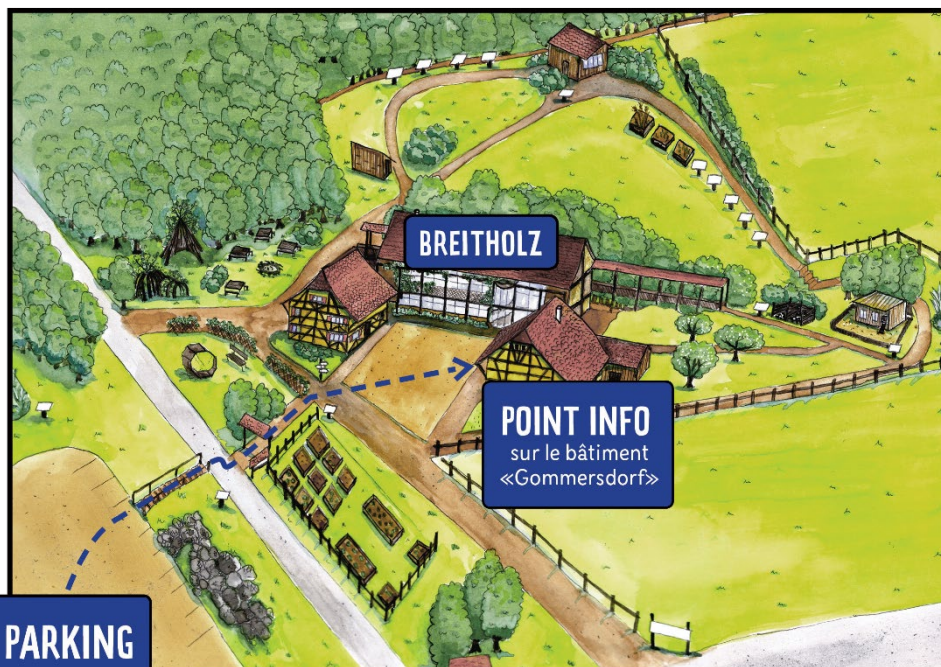 BREITHOLZ
POINT INFO
sur le bâtiment
«Gommersdorf»
PARKING